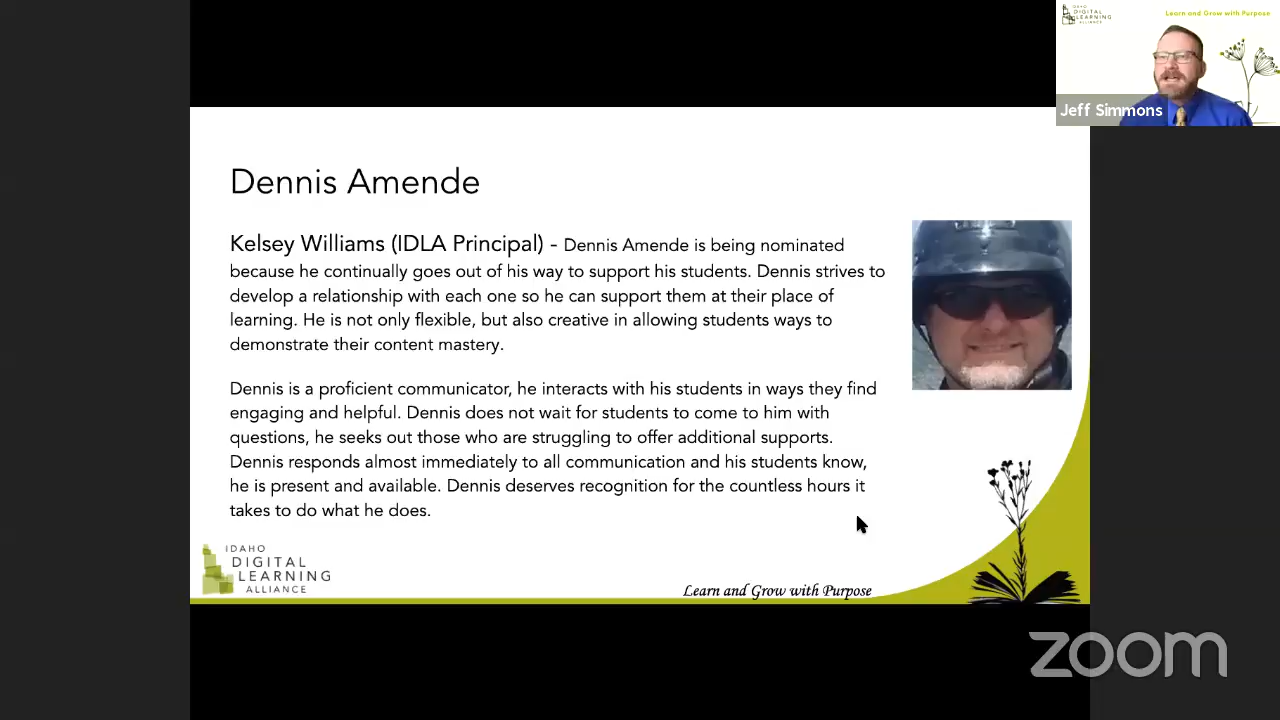 IDAHO
DIGITAL
LEARNING
ALLIANCE
Learn and Grow with Purpose
Jeff Simmons
Dennis Amende
Kelsey Williams (IDLA Principal) - Dennis Amende is being nominated
because he continually goes out of his way to support his students. Dennis strives to
develop a relationship with each one so he can support them at their place of
learning. He is not only flexible, but also creative in allowing students ways to
demonstrate their content mastery.
Dennis is a proficient communicator, he interacts with his students in ways they find
engaging and helpful. Dennis does not wait for students to come to him with
questions, he seeks out those who are struggling to offer additional supports.
Dennis responds almost immediately to all communication and his students know,
he is present and available. Dennis deserves recognition for the countless hours it
takes to do what he does.
IDAHO
DIGITAL
LEARNING
ALLIANCE
Learn and Grow with Purpose
zoom